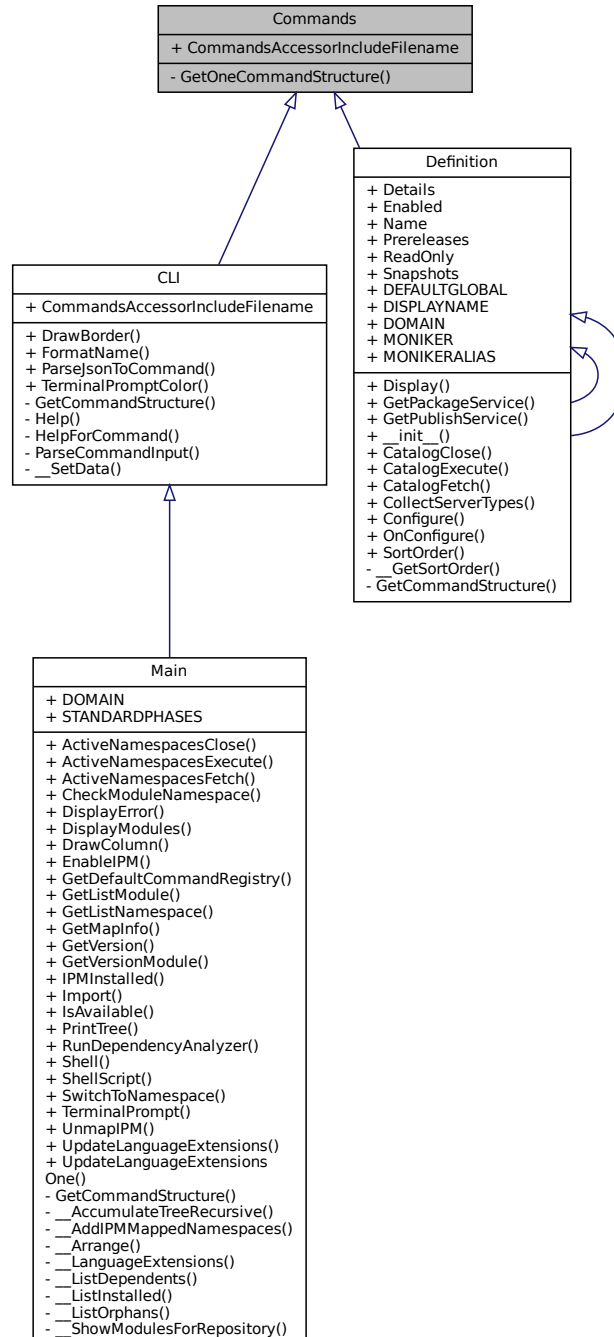 Commands
+ CommandsAccessorIncludeFilename
- GetOneCommandStructure()
Definition
+ Details
+ Enabled
+ Name
+ Prereleases
+ ReadOnly
+ Snapshots
+ DEFAULTGLOBAL
+ DISPLAYNAME
+ DOMAIN
+ MONIKER
+ MONIKERALIAS
+ Display()
+ GetPackageService()
+ GetPublishService()
+ __init__()
+ CatalogClose()
+ CatalogExecute()
+ CatalogFetch()
+ CollectServerTypes()
+ Configure()
+ OnConfigure()
+ SortOrder()
- __GetSortOrder()
- GetCommandStructure()
CLI
+ CommandsAccessorIncludeFilename
+ DrawBorder()
+ FormatName()
+ ParseJsonToCommand()
+ TerminalPromptColor()
- GetCommandStructure()
- Help()
- HelpForCommand()
- ParseCommandInput()
- __SetData()
Main
+ DOMAIN
+ STANDARDPHASES
+ ActiveNamespacesClose()
+ ActiveNamespacesExecute()
+ ActiveNamespacesFetch()
+ CheckModuleNamespace()
+ DisplayError()
+ DisplayModules()
+ DrawColumn()
+ EnableIPM()
+ GetDefaultCommandRegistry()
+ GetListModule()
+ GetListNamespace()
+ GetMapInfo()
+ GetVersion()
+ GetVersionModule()
+ IPMInstalled()
+ Import()
+ IsAvailable()
+ PrintTree()
+ RunDependencyAnalyzer()
+ Shell()
+ ShellScript()
+ SwitchToNamespace()
+ TerminalPrompt()
+ UnmapIPM()
+ UpdateLanguageExtensions()
+ UpdateLanguageExtensions
One()
- GetCommandStructure()
- __AccumulateTreeRecursive()
- __AddIPMMappedNamespaces()
- __Arrange()
- __LanguageExtensions()
- __ListDependents()
- __ListInstalled()
- __ListOrphans()
- __ShowModulesForRepository()